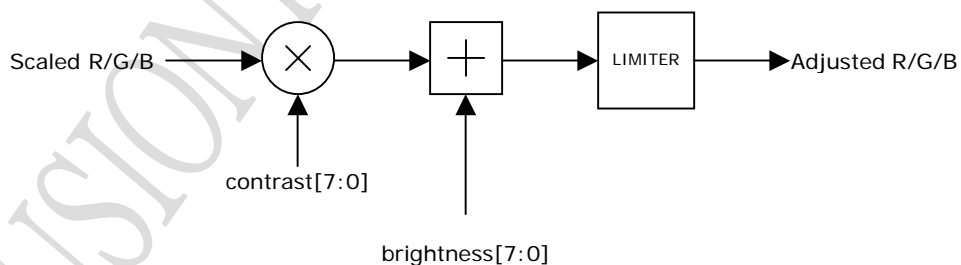 Scaled R/G/B
LIMITER
Adjusted R/G/B
contrast[7:0]
brightness[7:0]